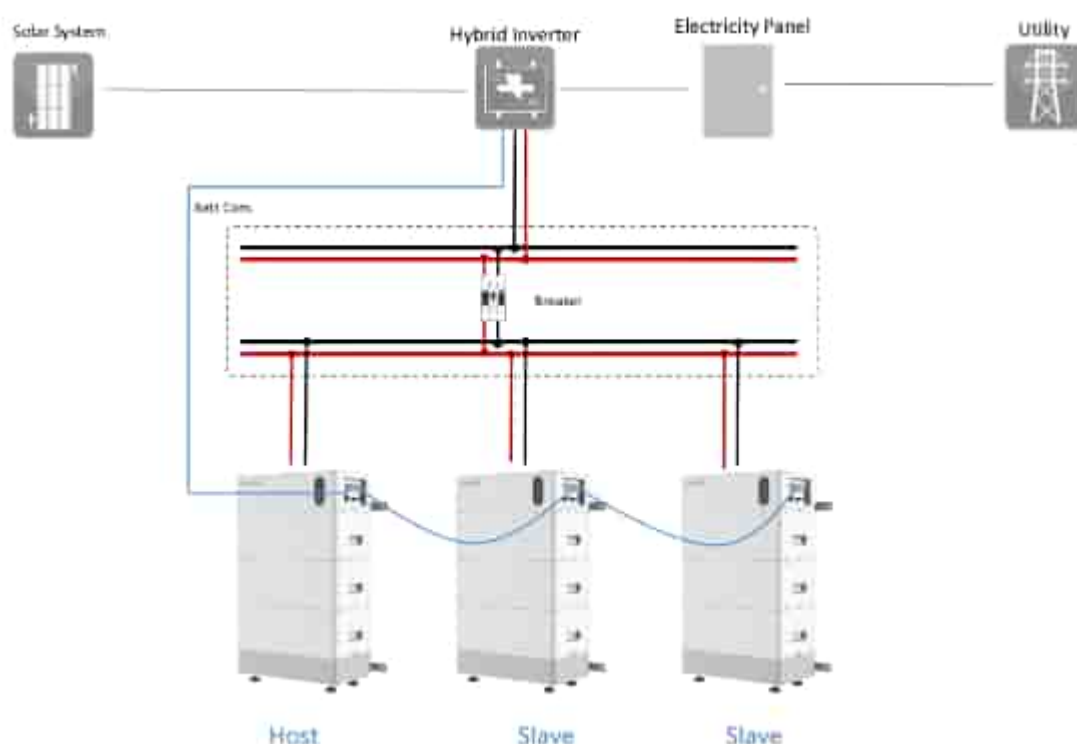 Solar System
Hybrid Inverter
Electricity Panel
Utility
Batt Com.
Breaker
Host
Slave
Slave